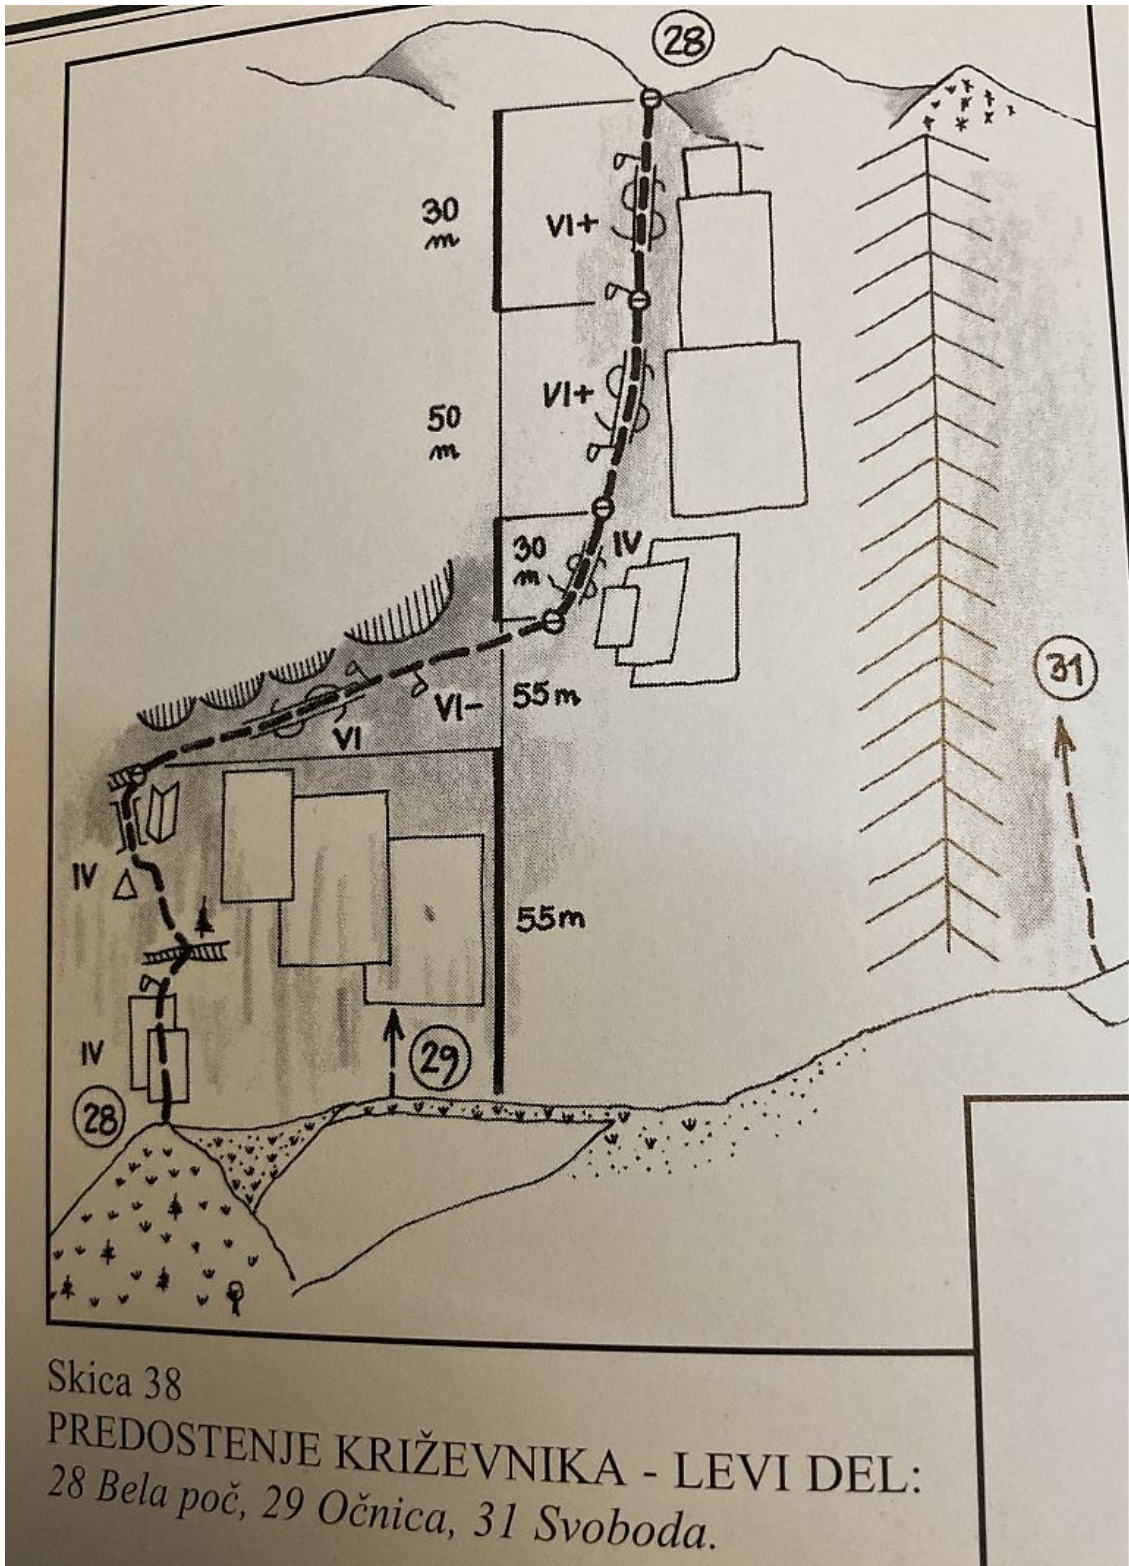 28
30
m
VI+
VI+
50
m
30
m
IV
31
VI-
55m
VI
IV
55m
IV
29
28
Skica 38
PREDOSTENJE KRIŽEVNIKA - LEVI DEL:
28 Bela poč, 29 Očnica, 31 Svoboda.